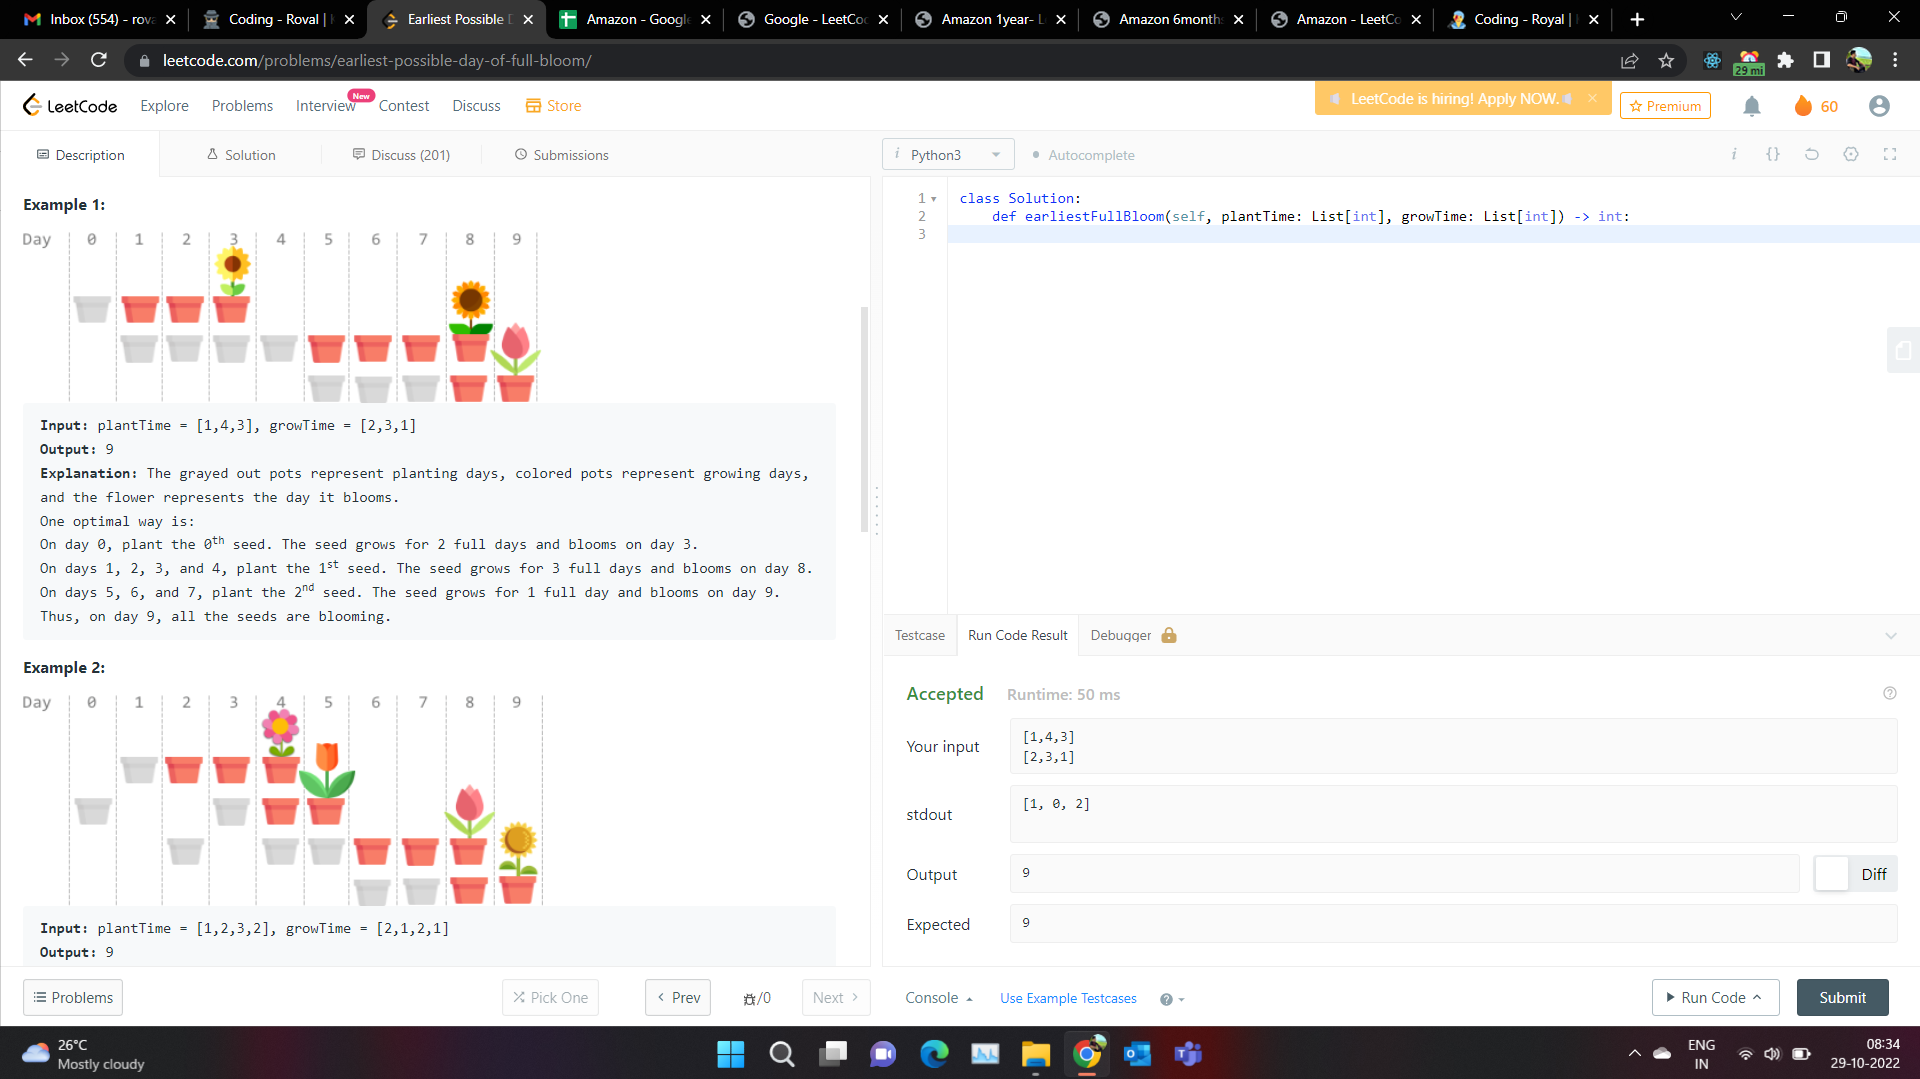 Inbox (554) - rova
Coding - Roval |
Earliest Possible D
Amazon - Google
Google - LeetCo
Amazon 1year- L
Amazon 6months
Amazon - LeetCo
Coding - Royal |
leetcode.com/problems/earliest-possible-day-of-full-bloom/
29 mi
LeetCode
Explore
Problems
Interview
New
Contest
Discuss
Store
LeetCode is hiring! Apply NOW.
Premium
60
Description
Solution
Discuss (201)
Submissions
Example 1:
Day 0 1 2 3 4 5 6 7 8 9
Input: plantTime = [1,4,3], growTime = [2,3,1]
Output: 9
Explanation: The grayed out pots represent planting days, colored pots represent growing days,
and the flower represents the day it blooms.
One optimal way is:
On day 0, plant the 0th seed. The seed grows for 2 full days and blooms on day 3.
On days 1, 2, 3, and 4, plant the 1st seed. The seed grows for 3 full days and blooms on day 8.
On days 5, 6, and 7, plant the 2nd seed. The seed grows for 1 full day and blooms on day 9.
Thus, on day 9, all the seeds are blooming.
Example 2:
Day 0 1 2 3 4 5 6 7 8 9
Input: plantTime = [1,2,3,2], growTime = [2,1,2,1]
Output: 9
Problems
Pick One
Prev
/0
Next
i Python3
Autocomplete
i {}
1 class Solution:
2 def earliestFullBloom(self, plantTime: List[int], growTime: List[int]) -> int:
3
Testcase
Run Code Result
Debugger
Accepted
Runtime: 50 ms
Your input
[1,4,3]
[2,3,1]
stdout
[1, 0, 2]
Output
9
Diff
Expected
9
Console
Use Example Testcases
Run Code
Submit
26°C
Mostly cloudy
ENG
IN
08:34
29-10-2022